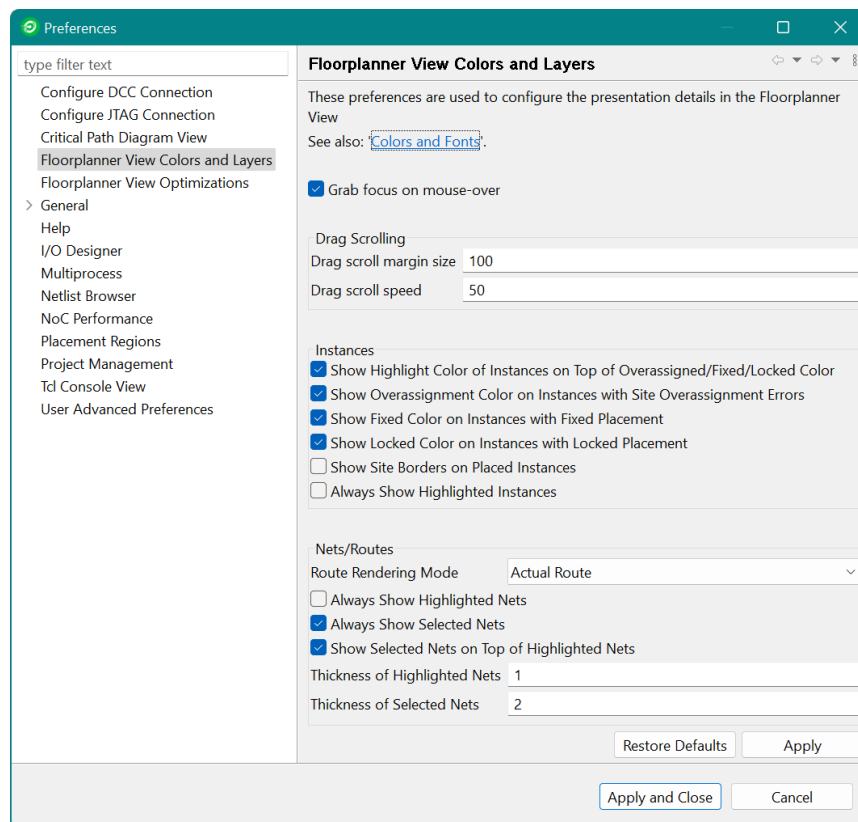 Preferences
type filter text
Configure DCC Connection
Configure JTAG Connection
Critical Path Diagram View
Floorplanner View Colors and Layers
Floorplanner View Optimizations
General
Help
I/O Designer
Multiprocess
Netlist Browser
NoC Performance
Placement Regions
Project Management
Tcl Console View
User Advanced Preferences
Floorplanner View Colors and Layers
These preferences are used to configure the presentation details in the Floorplanner
View
See also: 'Colors and Fonts'.
Grab focus on mouse-over
Drag Scrolling
Drag scroll margin size 100
Drag scroll speed 50
Instances
Show Highlight Color of Instances on Top of Overassigned/Fixed/Locked Color
Show Overassignment Color on Instances with Site Overassignment Errors
Show Fixed Color on Instances with Fixed Placement
Show Locked Color on Instances with Locked Placement
Show Site Borders on Placed Instances
Always Show Highlighted Instances
Nets/Routes
Route Rendering Mode Actual Route
Always Show Highlighted Nets
Always Show Selected Nets
Show Selected Nets on Top of Highlighted Nets
Thickness of Highlighted Nets 1
Thickness of Selected Nets 2
Restore Defaults Apply
Apply and Close Cancel